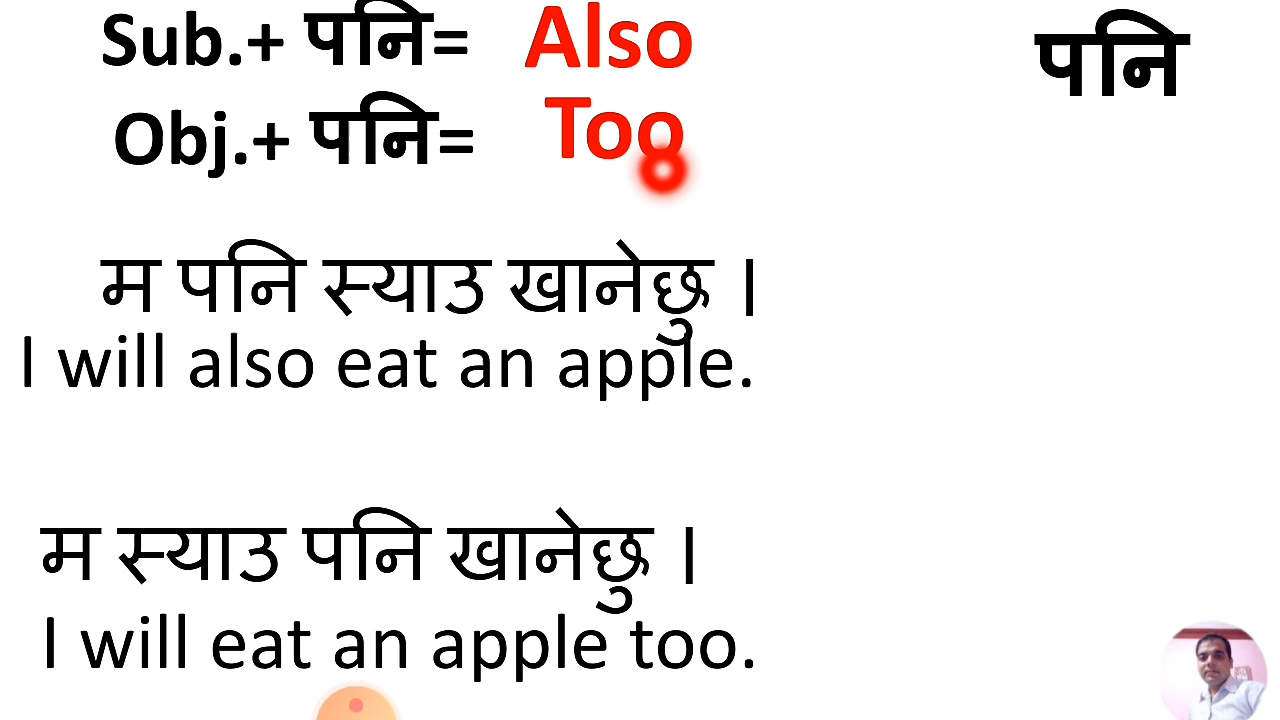 Sub.+ पनि= Also
Obj.+ पनि= Too
पनि
म पनि स्याउ खानेछु ।
I will also eat an apple.
म स्याउ पनि खानेछु ।
I will eat an apple too.